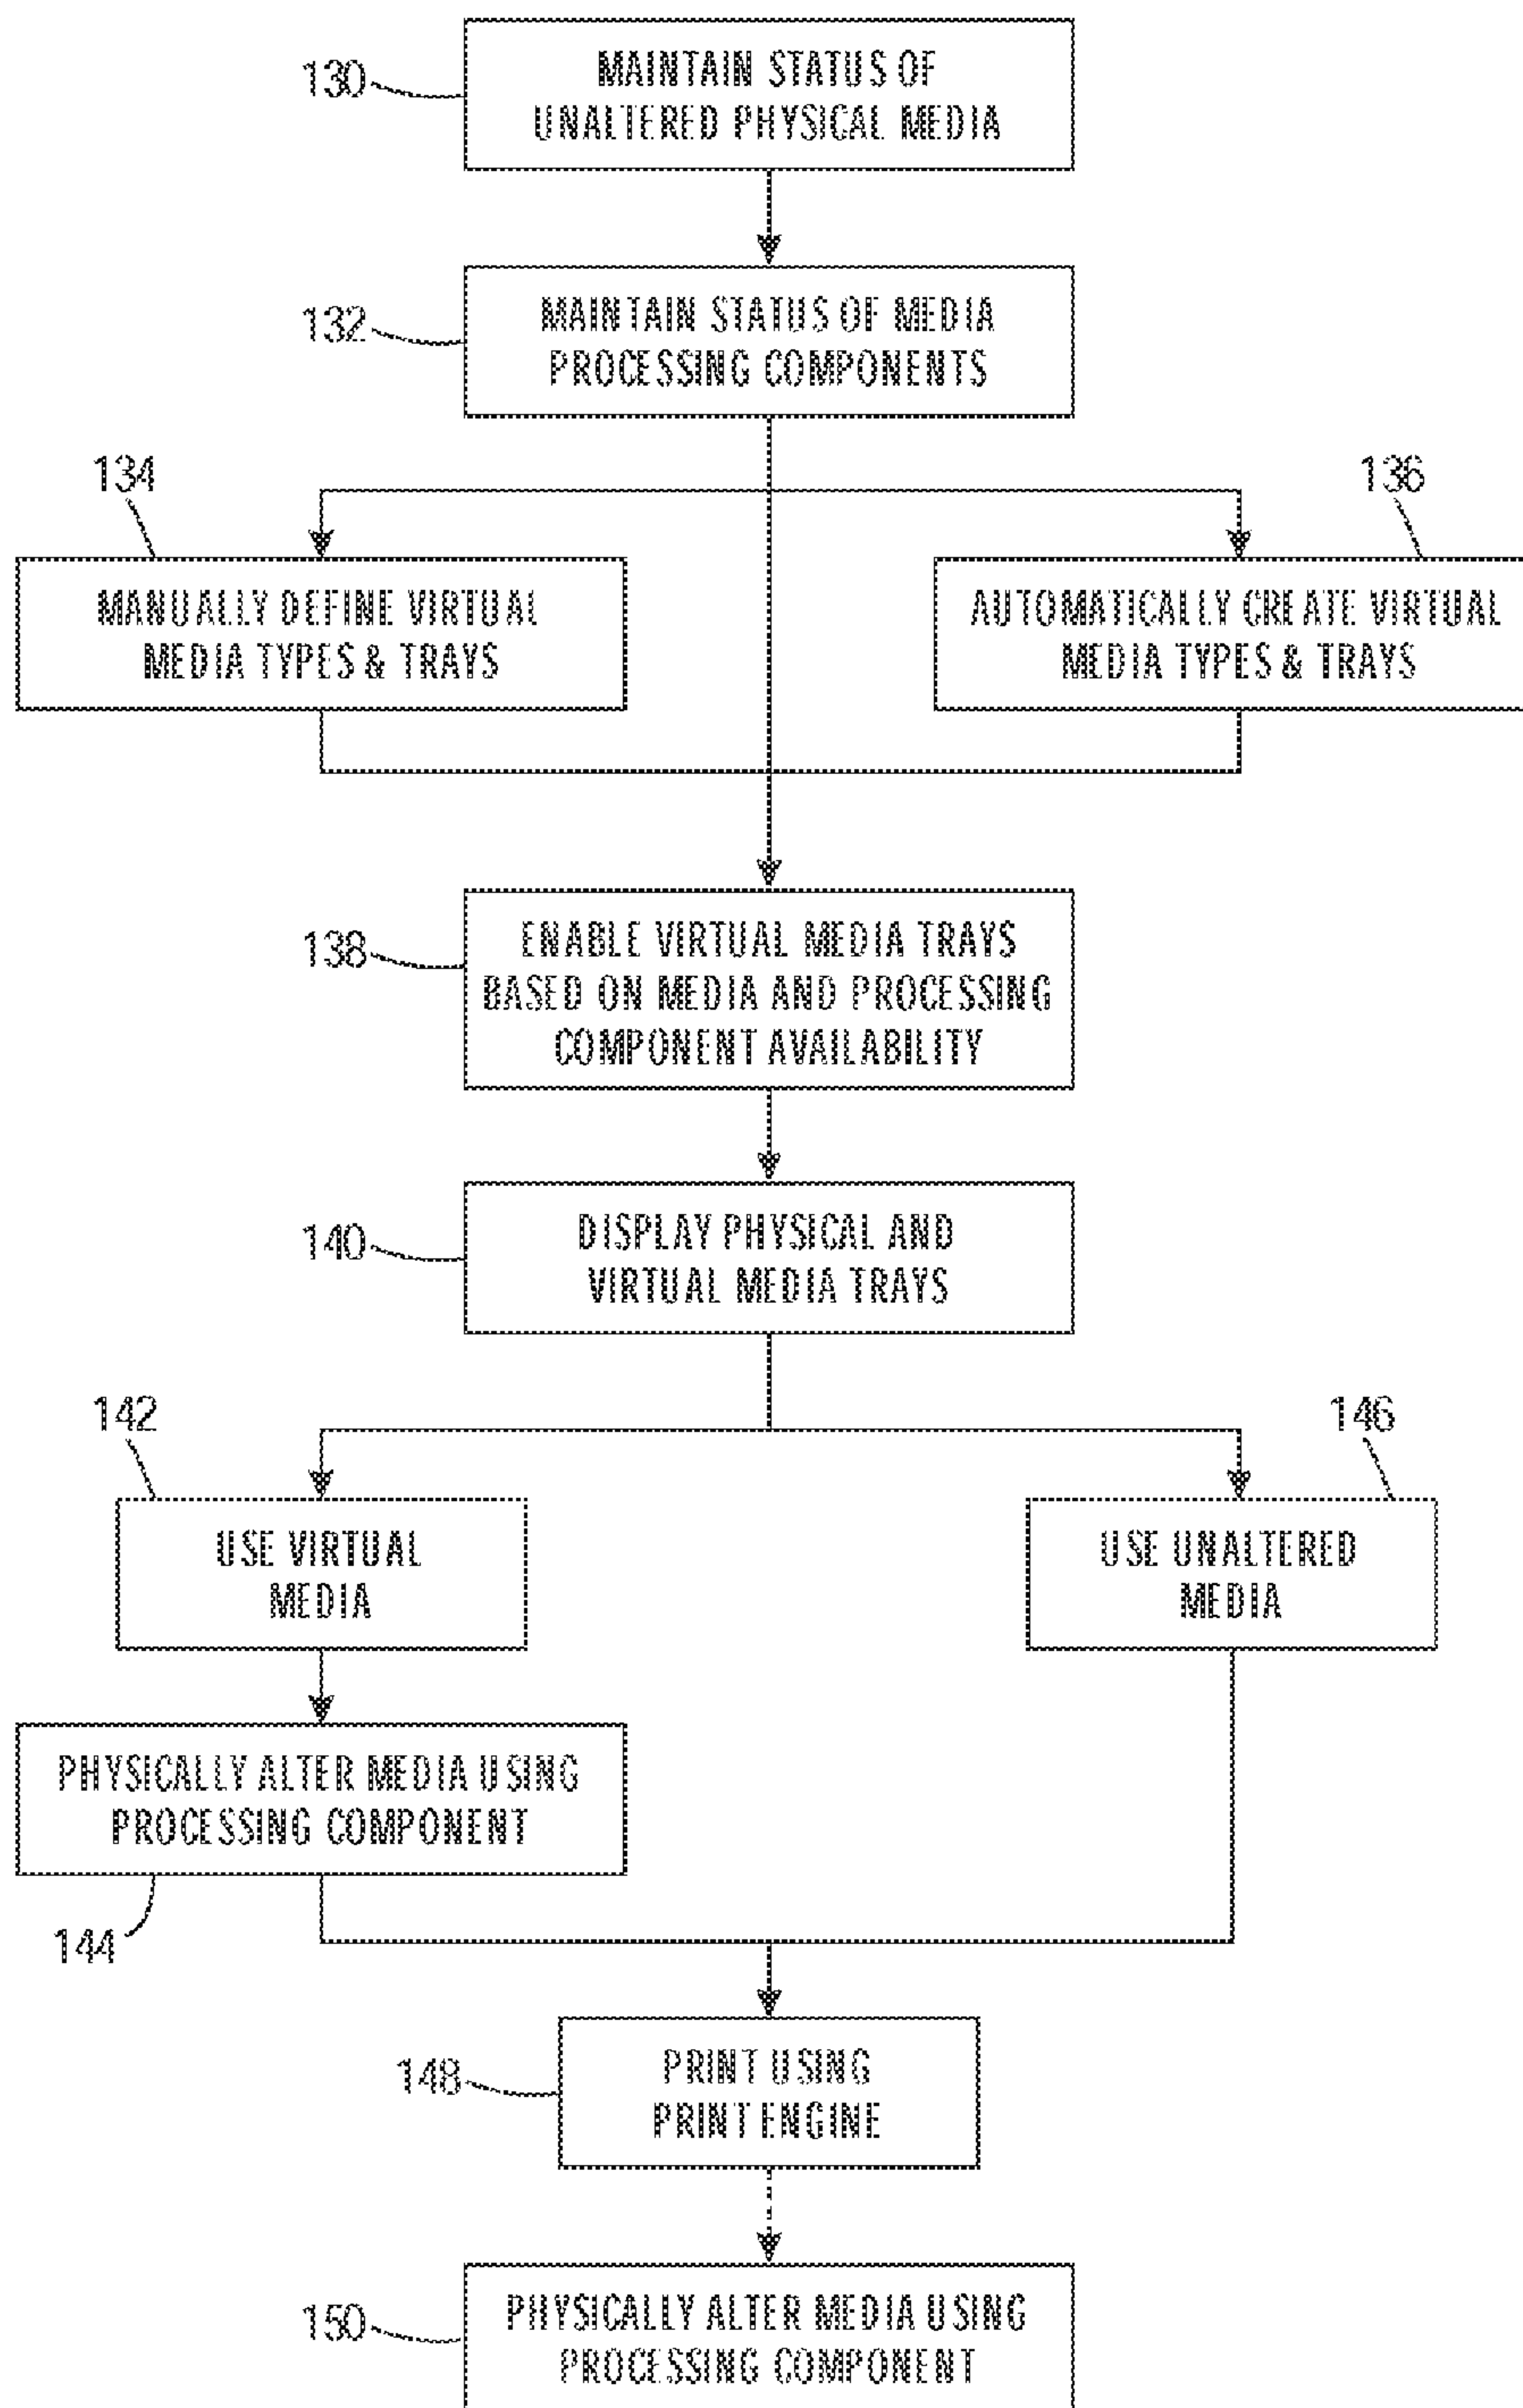 130
MAINTAIN STATUS OF
UNALTERED PHYSICAL MEDIA
132
MAINTAIN STATUS OF MEDIA
PROCESSING COMPONENTS
134
136
MANUALLY DEFINE VIRTUAL
MEDIA TYPES & TRAYS
AUTOMATICALLY CREATE VIRTUAL
MEDIA TYPES & TRAYS
138
ENABLE VIRTUAL MEDIA TRAYS
BASED ON MEDIA AND PROCESSING
COMPONENT AVAILABILITY
140
DISPLAY PHYSICAL AND
VIRTUAL MEDIA TRAYS
142
146
USE VIRTUAL
MEDIA
USE UNALTERED
MEDIA
PHYSICALLY ALTER MEDIA USING
PROCESSING COMPONENT
144
148
PRINT USING
PRINT ENGINE
150
PHYSICALLY ALTER MEDIA USING
PROCESSING COMPONENT